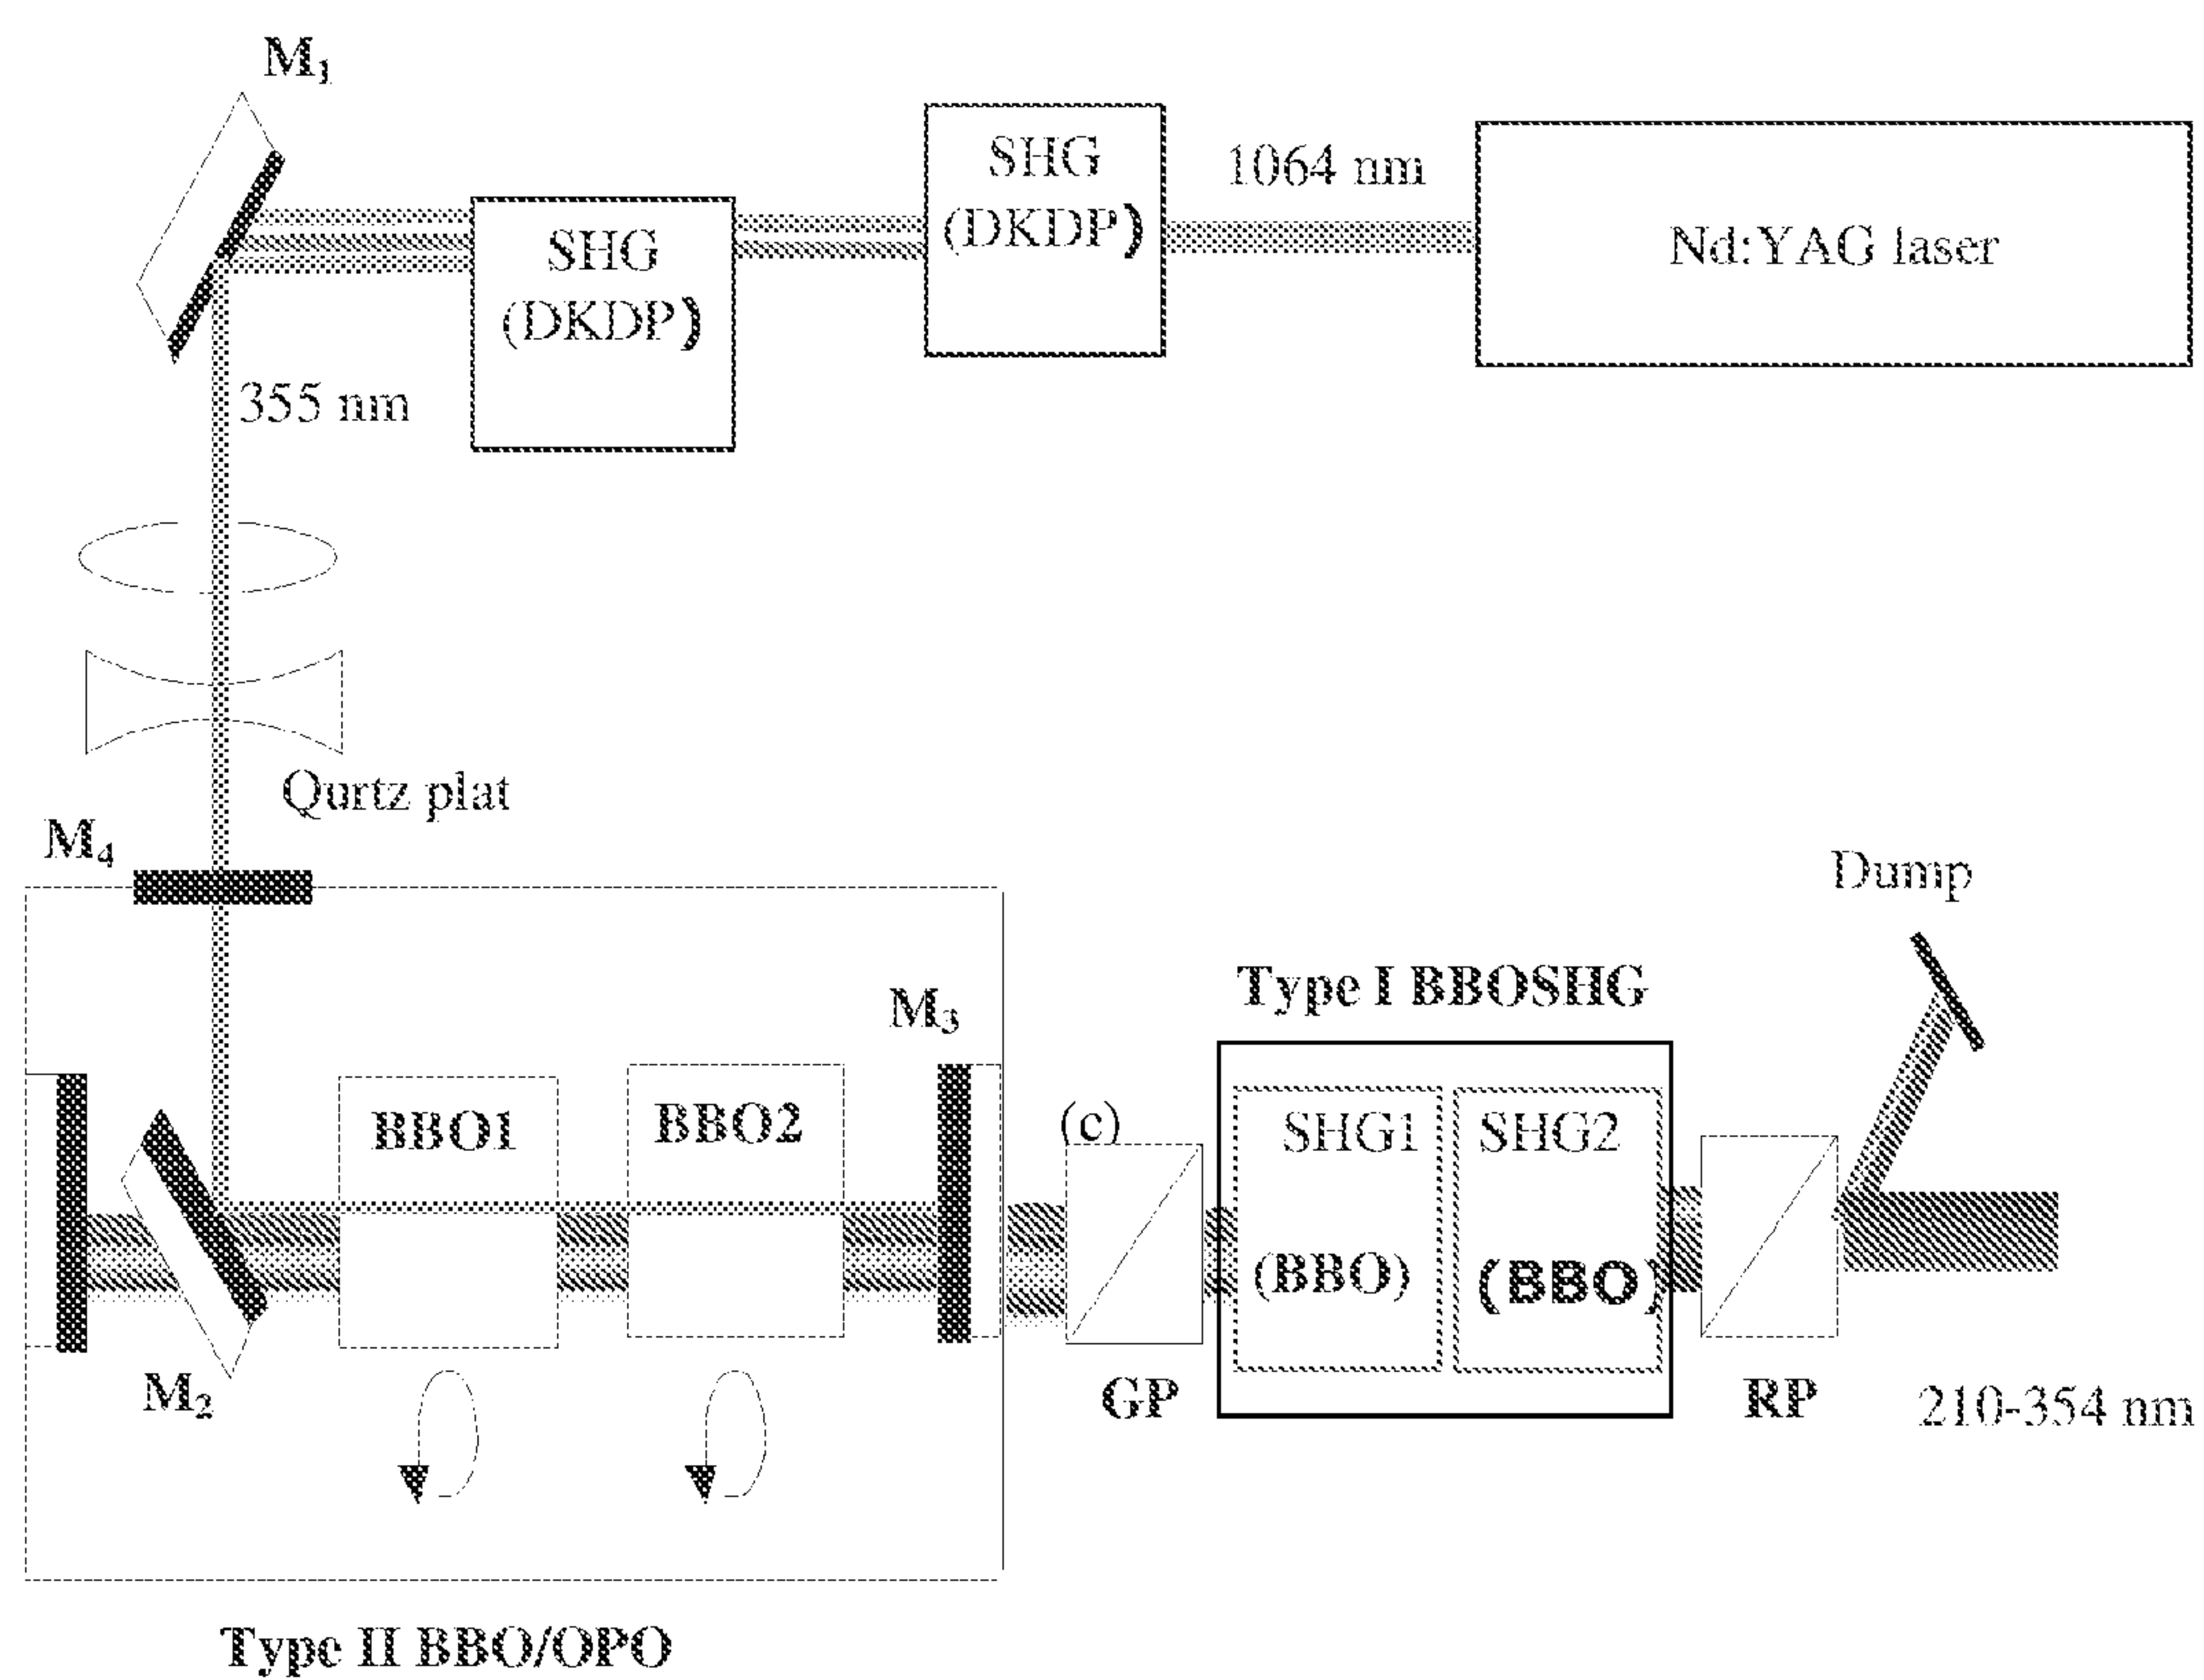 M₁
SHG
(DKDP)
1064 nm
Nd:YAG laser
SHG
(DKDP)
355 nm
Qurtz plat
M₄
Dump
Type I BBOSHG
M₃
BBO1
BBO2
(c)
SHG1
SHG2
(BBO)
(BBO)
M₂
GP
RP
210-354 nm
Type II BBO/OPO